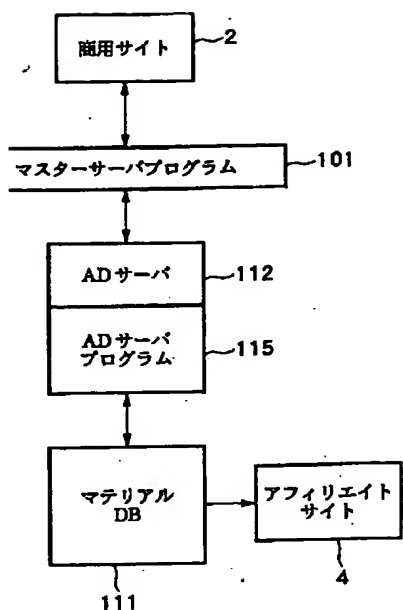 商用サイト
2
マスターサーバプログラム
101
ADサーバ
112
ADサーバ
プログラム
115
マテリアル
DB
111
アフィリエイト
サイト
4